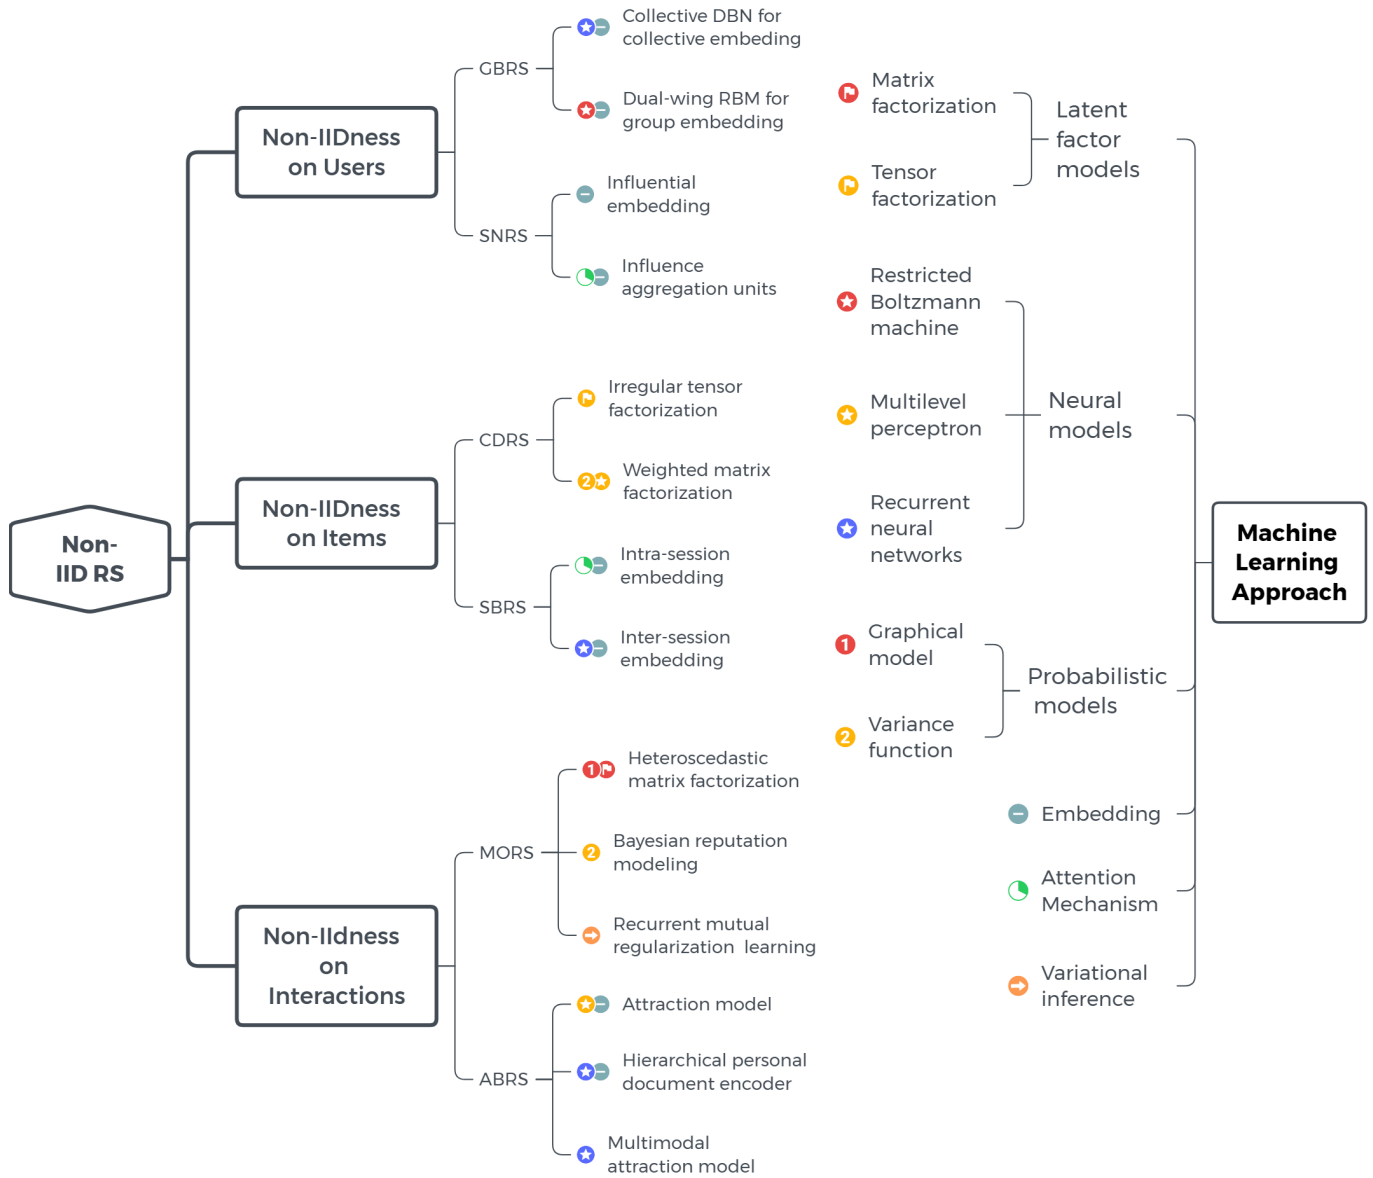 Non-
IID RS
Non-IIDness
on Users
GBRS
Collective DBN for
collective embeding
Dual-wing RBM for
group embedding
SNRS
Influential
embedding
Influence
aggregation units
Non-IIDness
on Items
CDRS
Irregular tensor
factorization
2
Weighted matrix
factorization
SBRS
Intra-session
embedding
Inter-session
embedding
Non-IIdness
on
Interactions
MORS
1
Heteroscedastic
matrix factorization
2
Bayesian reputation
modeling
Recurrent mutual
regularization learning
ABRS
Attraction model
Hierarchical personal
document encoder
Multimodal
attraction model
Matrix
factorization
Tensor
factorization
Latent
factor
models
Restricted
Boltzmann
machine
Multilevel
perceptron
Recurrent
neural
networks
Neural
models
1
Graphical
model
2
Variance
function
Probabilistic
models
Embedding
Attention
Mechanism
Variational
inference
Machine
Learning
Approach